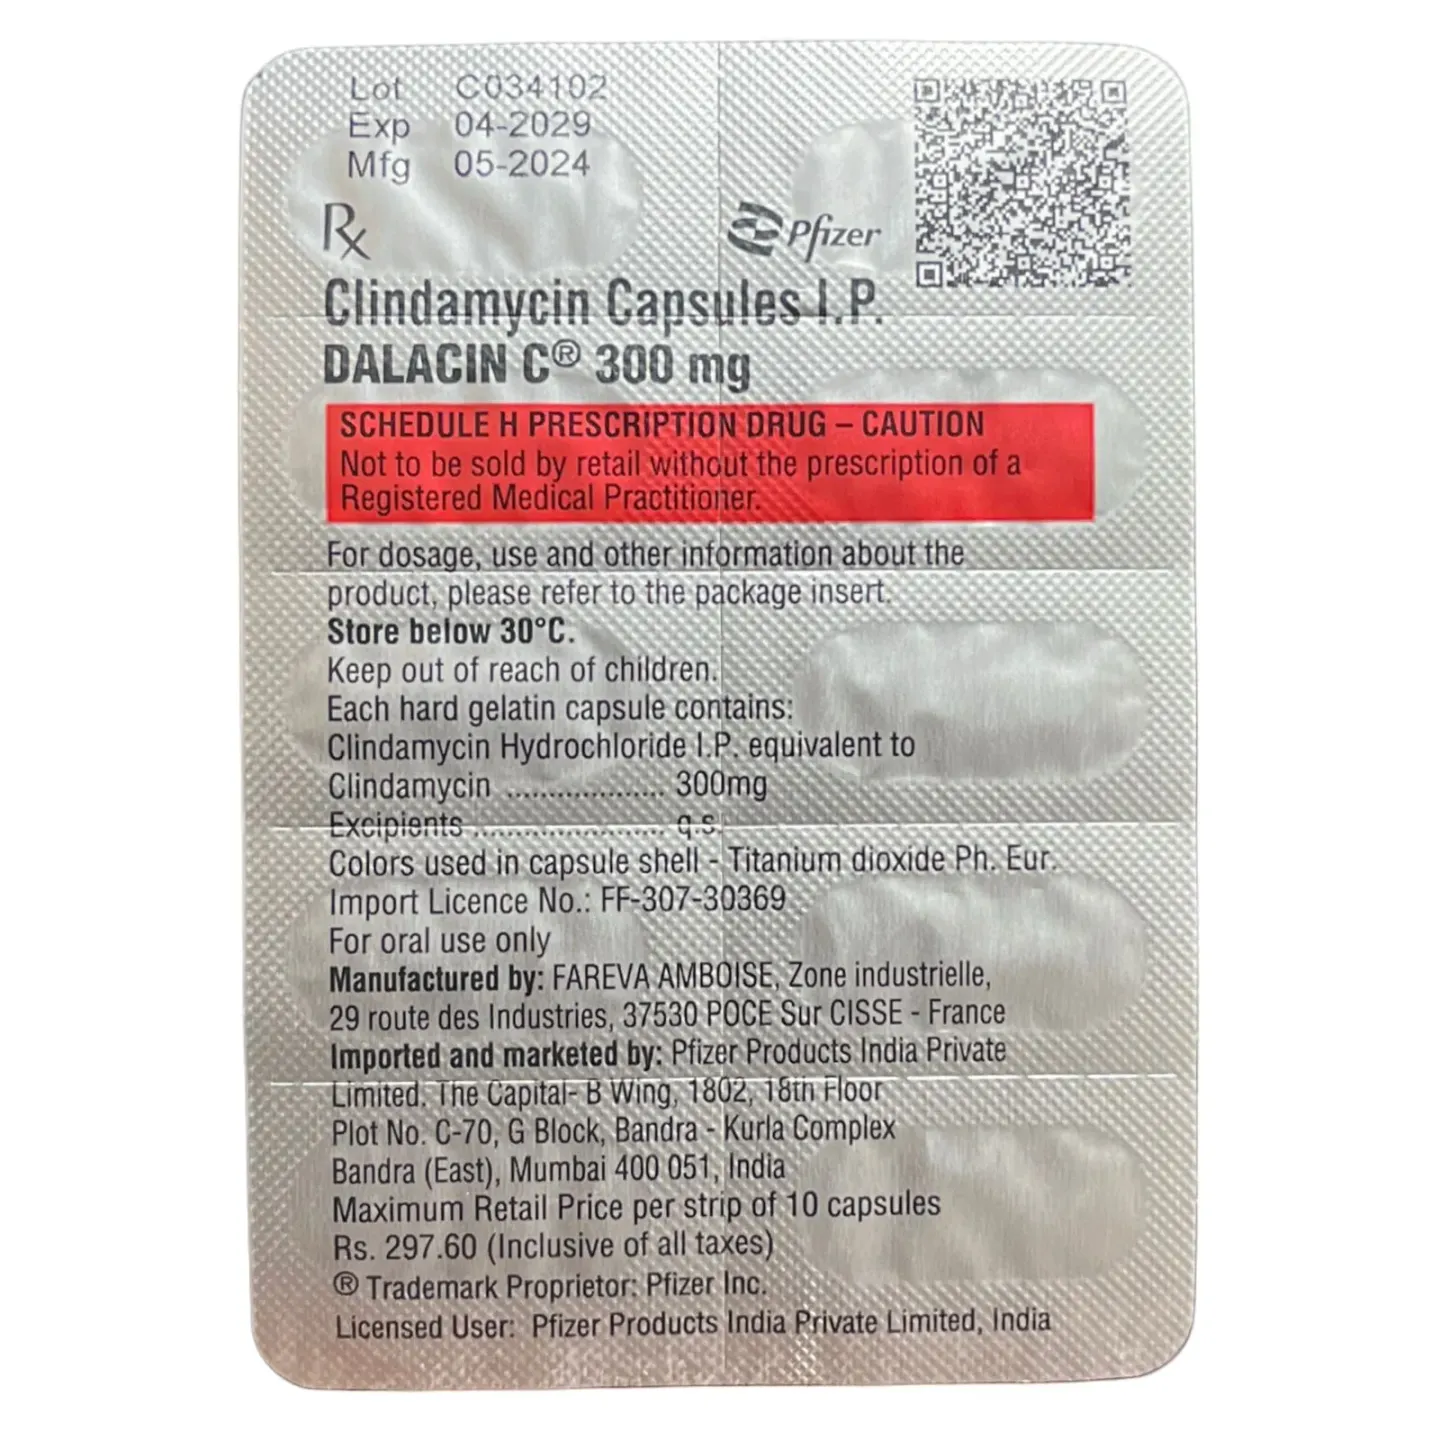 Lot C034102
Exp 04-2029
Mfg 05-2024
Rx
Pfizer
Clindamycin Capsules I.P.
DALACIN C® 300 mg
SCHEDULE H PRESCRIPTION DRUG – CAUTION
Not to be sold by retail without the prescription of a
Registered Medical Practitioner.
For dosage, use and other information about the
product, please refer to the package insert.
Store below 30°C.
Keep out of reach of children.
Each hard gelatin capsule contains:
Clindamycin Hydrochloride I.P. equivalent to
Clindamycin ................... 300mg
Excipients ....................... q.s.
Colors used in capsule shell - Titanium dioxide Ph. Eur.
Import Licence No.: FF-307-30369
For oral use only
Manufactured by: FAREVA AMBOISE, Zone industrielle,
29 route des Industries, 37530 POCE Sur CISSE - France
Imported and marketed by: Pfizer Products India Private
Limited. The Capital- B Wing, 1802, 18th Floor
Plot No. C-70, G Block, Bandra - Kurla Complex
Bandra (East), Mumbai 400 051, India
Maximum Retail Price per strip of 10 capsules
Rs. 297.60 (Inclusive of all taxes)
® Trademark Proprietor: Pfizer Inc.
Licensed User: Pfizer Products India Private Limited, India